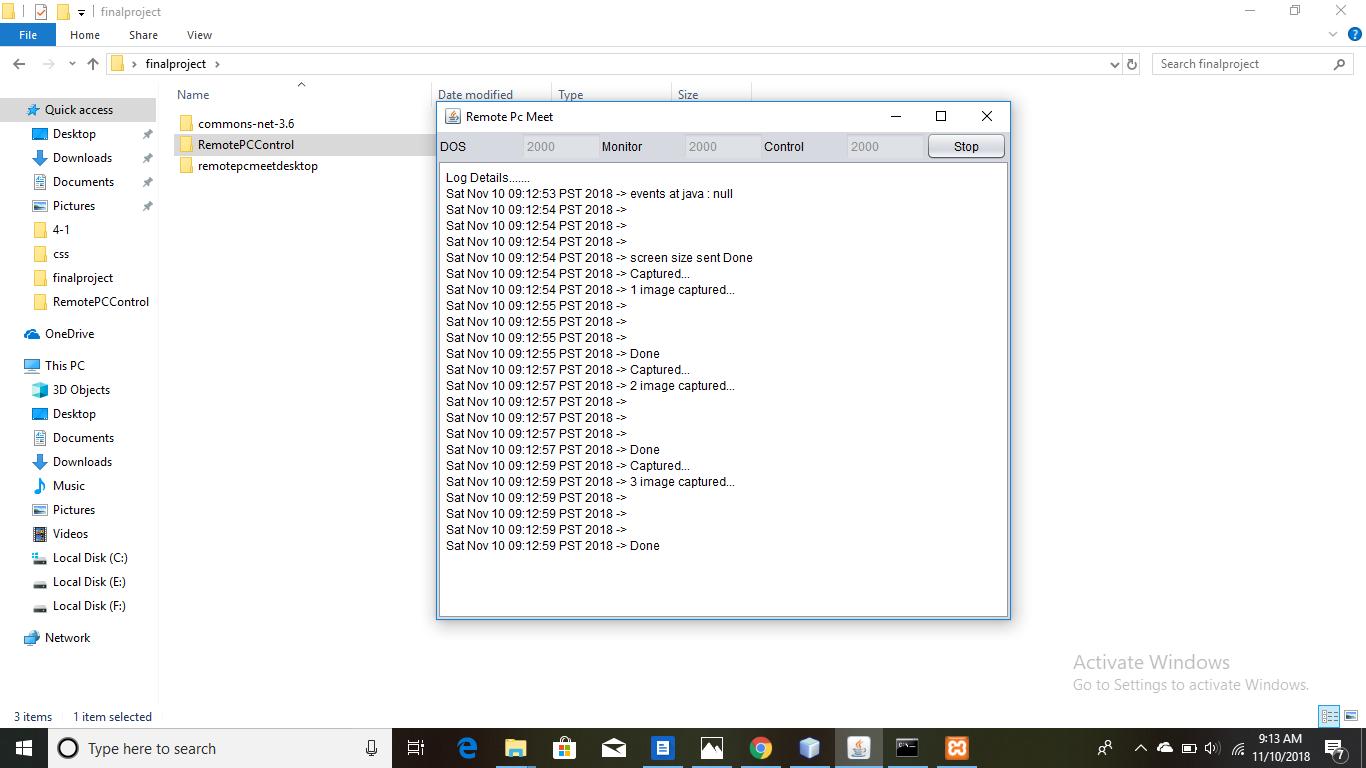 finalproject
File Home Share View
finalproject
Search finalproject
Name Date modified Type Size
Quick access
Desktop
Downloads
Documents
Pictures
4-1
css
finalproject
RemotePCControl
OneDrive
This PC
3D Objects
Desktop
Documents
Downloads
Music
Pictures
Videos
Local Disk (C:)
Local Disk (E:)
Local Disk (F:)
Network
commons-net-3.6
RemotePCControl
remotepcmeetdesktop
Remote Pc Meet
DOS 2000 Monitor 2000 Control 2000 Stop
Log Details.......
Sat Nov 10 09:12:53 PST 2018 -> events at java : null
Sat Nov 10 09:12:54 PST 2018 ->
Sat Nov 10 09:12:54 PST 2018 ->
Sat Nov 10 09:12:54 PST 2018 ->
Sat Nov 10 09:12:54 PST 2018 -> screen size sent Done
Sat Nov 10 09:12:54 PST 2018 -> Captured...
Sat Nov 10 09:12:54 PST 2018 -> 1 image captured...
Sat Nov 10 09:12:55 PST 2018 ->
Sat Nov 10 09:12:55 PST 2018 ->
Sat Nov 10 09:12:55 PST 2018 ->
Sat Nov 10 09:12:55 PST 2018 -> Done
Sat Nov 10 09:12:57 PST 2018 -> Captured...
Sat Nov 10 09:12:57 PST 2018 -> 2 image captured...
Sat Nov 10 09:12:57 PST 2018 ->
Sat Nov 10 09:12:57 PST 2018 ->
Sat Nov 10 09:12:57 PST 2018 ->
Sat Nov 10 09:12:57 PST 2018 -> Done
Sat Nov 10 09:12:59 PST 2018 -> Captured...
Sat Nov 10 09:12:59 PST 2018 -> 3 image captured...
Sat Nov 10 09:12:59 PST 2018 ->
Sat Nov 10 09:12:59 PST 2018 ->
Sat Nov 10 09:12:59 PST 2018 ->
Sat Nov 10 09:12:59 PST 2018 -> Done
Activate Windows
Go to Settings to activate Windows.
3 items 1 item selected
Type here to search
9:13 AM
11/10/2018
7